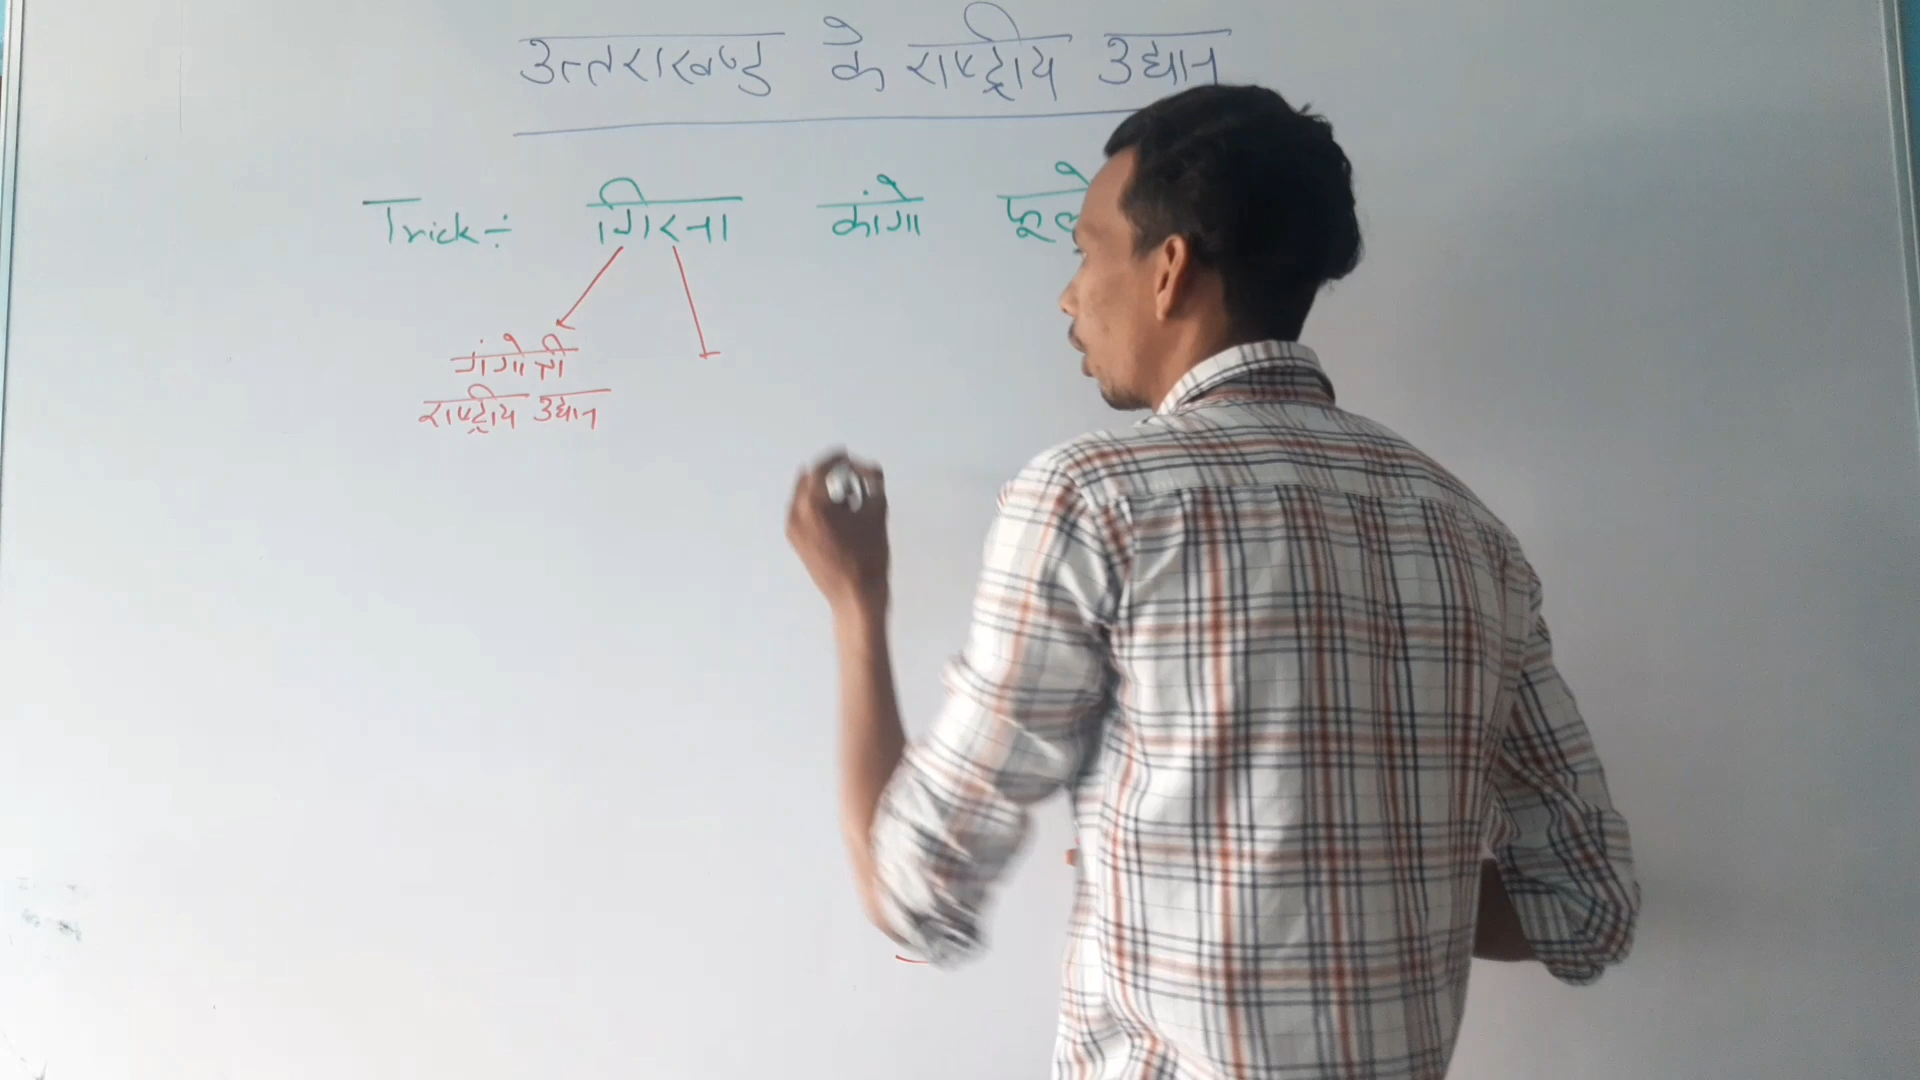 उत्तराखण्ड के राष्ट्रीय उद्यान
Trick ÷ गिरना कांगो
गंगोत्री
राष्ट्रीय उद्यान